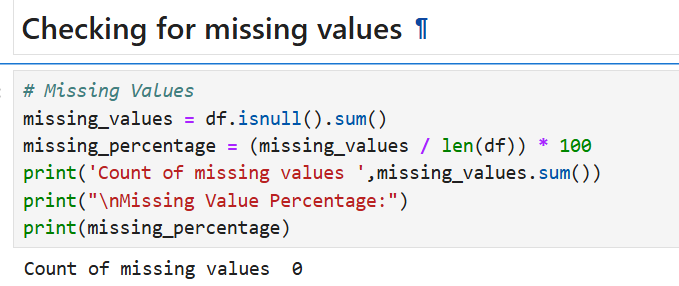 Checking for missing values ¶
# Missing Values
missing_values = df.isnull().sum()
missing_percentage = (missing_values / len(df)) * 100
print('Count of missing values ',missing_values.sum())
print("\nMissing Value Percentage:")
print(missing_percentage)
Count of missing values  0